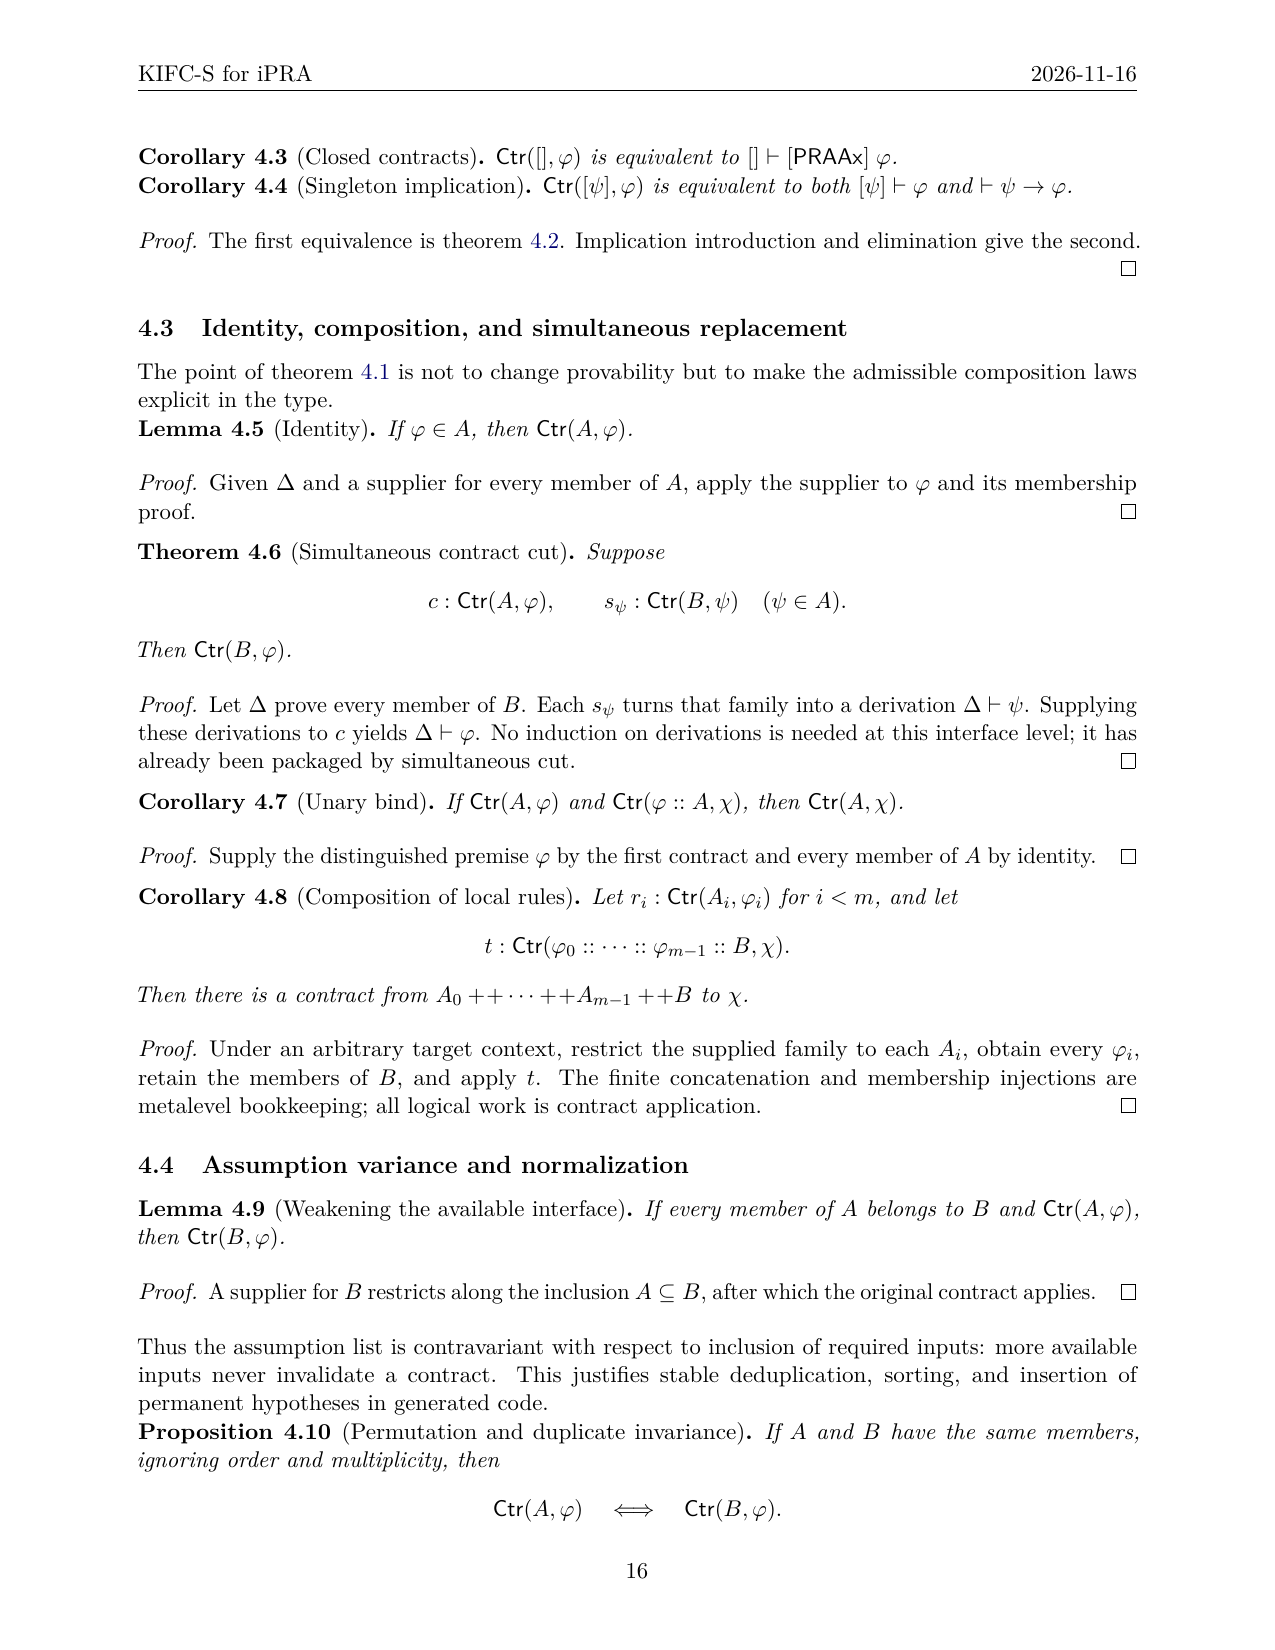 KIFC-S for iPRA 2026-11-16
Corollary 4.3 (Closed contracts). Ctr([], φ) is equivalent to [] ⊢ [PRAAx] φ.
Corollary 4.4 (Singleton implication). Ctr([ψ], φ) is equivalent to both [ψ] ⊢ φ and ⊢ ψ → φ.
Proof. The first equivalence is theorem 4.2. Implication introduction and elimination give the second.
□
4.3 Identity, composition, and simultaneous replacement
The point of theorem 4.1 is not to change provability but to make the admissible composition laws
explicit in the type.
Lemma 4.5 (Identity). If φ ∈ A, then Ctr(A, φ).
Proof. Given Δ and a supplier for every member of A, apply the supplier to φ and its membership
proof. □
Theorem 4.6 (Simultaneous contract cut). Suppose
c : Ctr(A, φ), s_ψ : Ctr(B, ψ) (ψ ∈ A).
Then Ctr(B, φ).
Proof. Let Δ prove every member of B. Each s_ψ turns that family into a derivation Δ ⊢ ψ. Supplying
these derivations to c yields Δ ⊢ φ. No induction on derivations is needed at this interface level; it has
already been packaged by simultaneous cut. □
Corollary 4.7 (Unary bind). If Ctr(A, φ) and Ctr(φ :: A, χ), then Ctr(A, χ).
Proof. Supply the distinguished premise φ by the first contract and every member of A by identity. □
Corollary 4.8 (Composition of local rules). Let r_i : Ctr(A_i, φ_i) for i < m, and let
t : Ctr(φ_0 :: ··· :: φ_{m−1} :: B, χ).
Then there is a contract from A_0 ++ ··· ++A_{m−1} ++B to χ.
Proof. Under an arbitrary target context, restrict the supplied family to each A_i, obtain every φ_i,
retain the members of B, and apply t. The finite concatenation and membership injections are
metalevel bookkeeping; all logical work is contract application. □
4.4 Assumption variance and normalization
Lemma 4.9 (Weakening the available interface). If every member of A belongs to B and Ctr(A, φ),
then Ctr(B, φ).
Proof. A supplier for B restricts along the inclusion A ⊆ B, after which the original contract applies. □
Thus the assumption list is contravariant with respect to inclusion of required inputs: more available
inputs never invalidate a contract. This justifies stable deduplication, sorting, and insertion of
permanent hypotheses in generated code.
Proposition 4.10 (Permutation and duplicate invariance). If A and B have the same members,
ignoring order and multiplicity, then
Ctr(A, φ) ⟺ Ctr(B, φ).
16